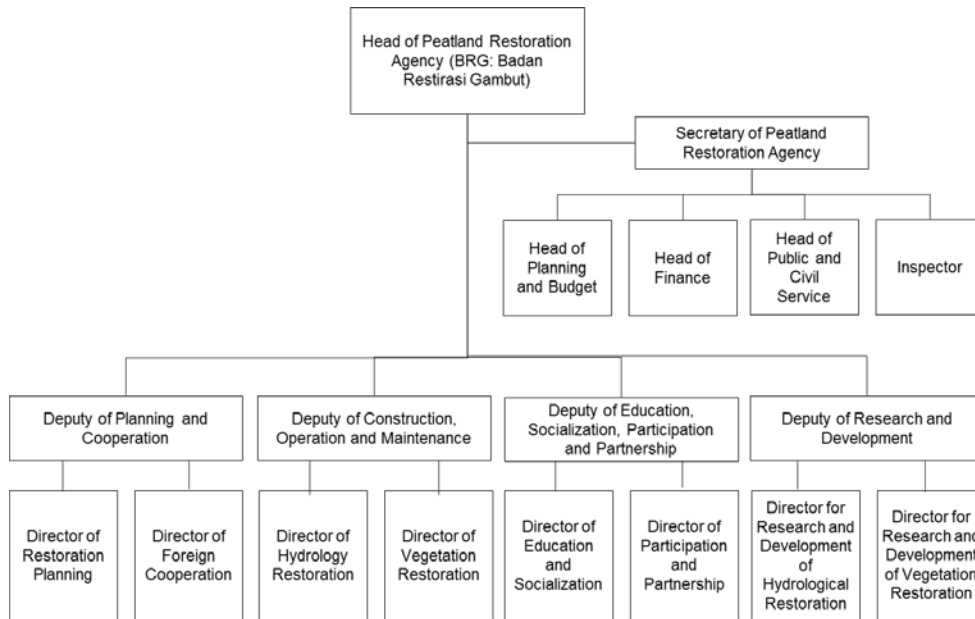 Head of Peatland Restoration
Agency (BRG: Badan
Restirasi Gambut)
Secretary of Peatland
Restoration Agency
Head of
Planning
and Budget
Head of
Finance
Head of
Public and
Civil
Service
Inspector
Deputy of Planning and
Cooperation
Deputy of Construction,
Operation and Maintenance
Deputy of Education,
Socialization, Participation
and Partnership
Deputy of Research and
Development
Director of
Restoration
Planning
Director of
Foreign
Cooperation
Director of
Hydrology
Restoration
Director of
Vegetation
Restoration
Director of
Education
and
Socialization
Director of
Participation
and
Partnership
Director for
Research and
Development
of
Hydrological
Restoration
Director for
Research and
Development
of Vegetation
Restoration